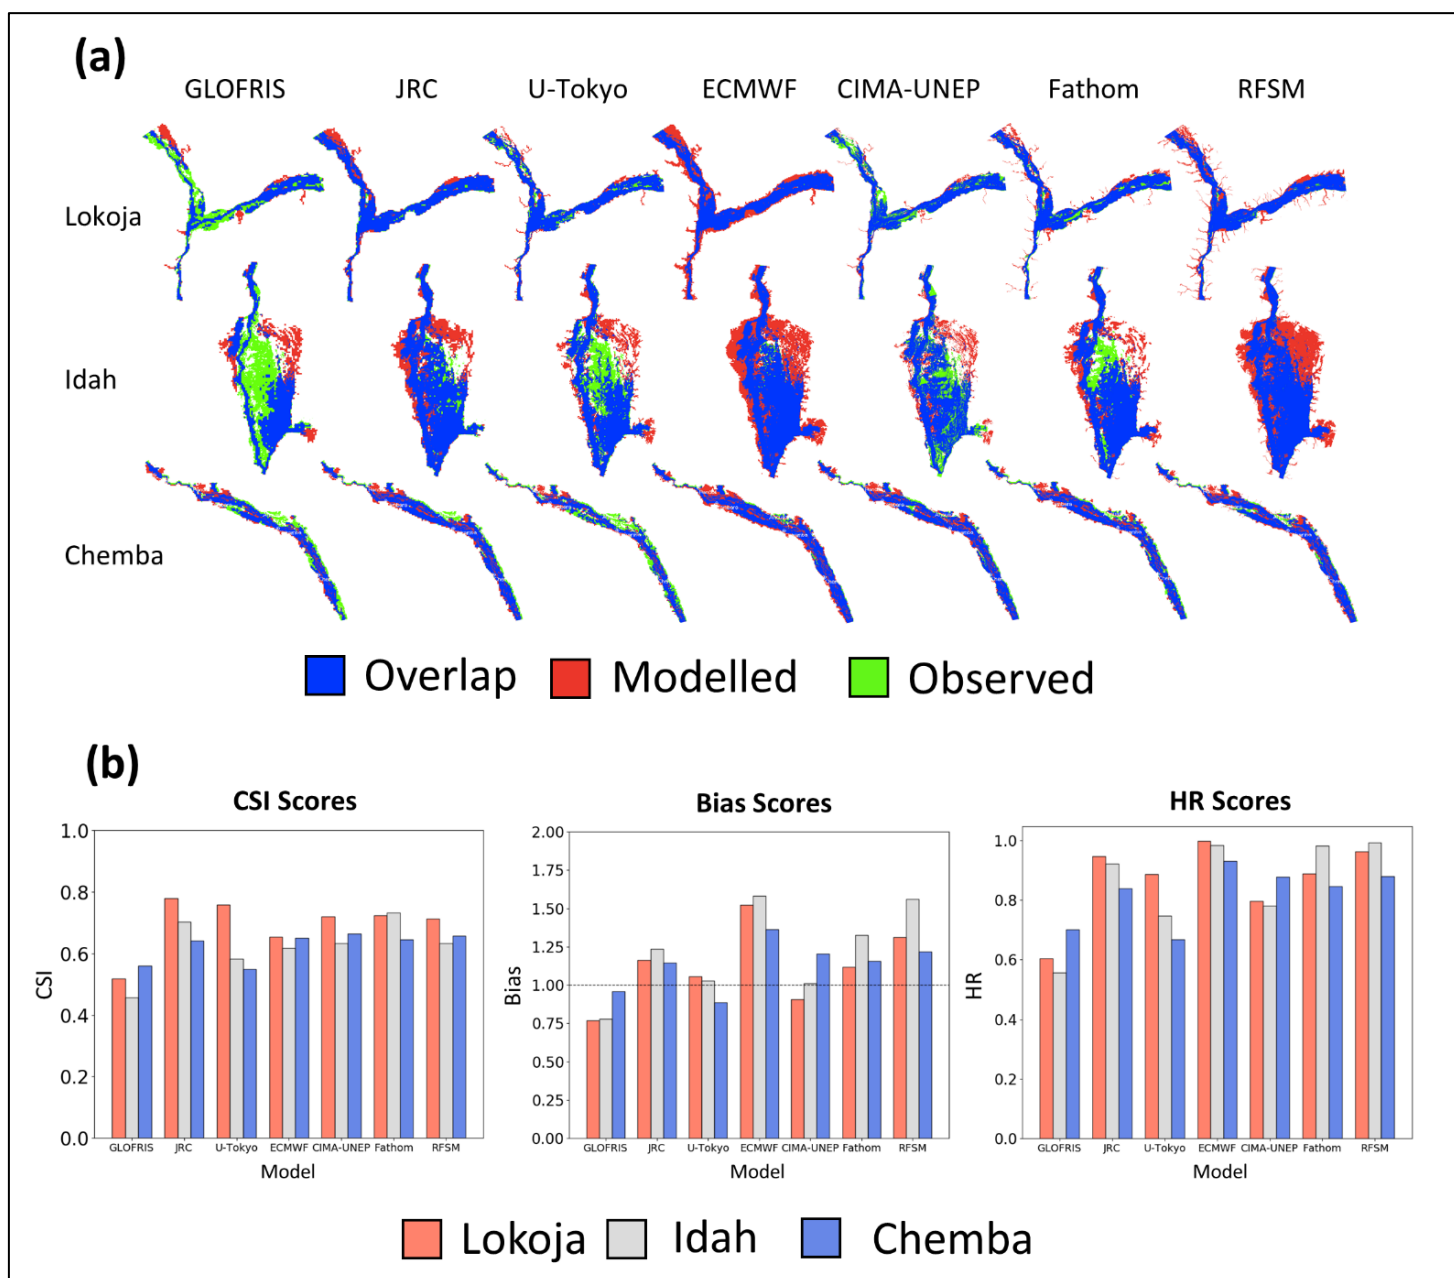 (a)
GLOFRIS JRC U-Tokyo ECMWF CIMA-UNEP Fathom RFSM
Lokoja
Idah
Chemba
Overlap Modelled Observed
(b)
CSI Scores
1.0
0.8
0.6
0.4
0.2
0.0
CSI
GLOFRIS JRC U-Tokyo ECMWF CIMA-UNEP Fathom RFSM
Model
Bias Scores
2.00
1.75
1.50
1.25
1.00
0.75
0.50
0.25
0.00
Bias
GLOFRIS JRC U-Tokyo ECMWF CIMA-UNEP Fathom RFSM
Model
HR Scores
1.0
0.8
0.6
0.4
0.2
0.0
HR
GLOFRIS JRC U-Tokyo ECMWF CIMA-UNEP Fathom RFSM
Model
Lokoja Idah Chemba